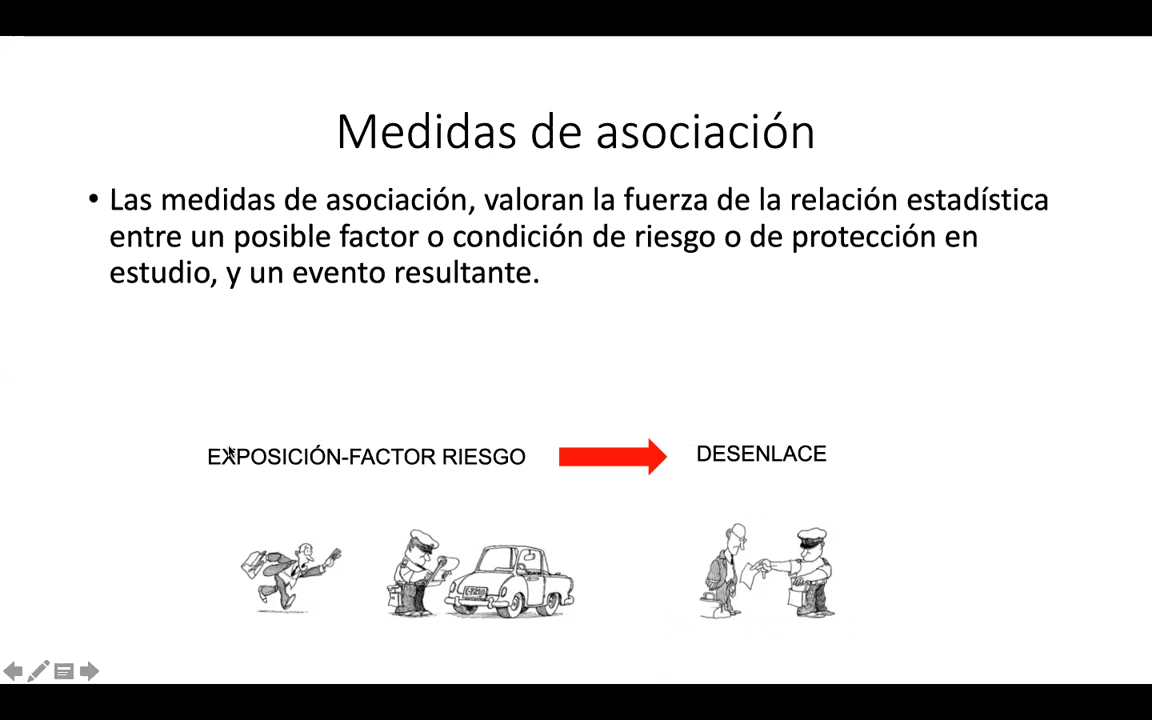 Medidas de asociación
• Las medidas de asociación, valoran la fuerza de la relación estadística
entre un posible factor o condición de riesgo o de protección en
estudio, y un evento resultante.
EXPOSICIÓN-FACTOR RIESGO
DESENLACE